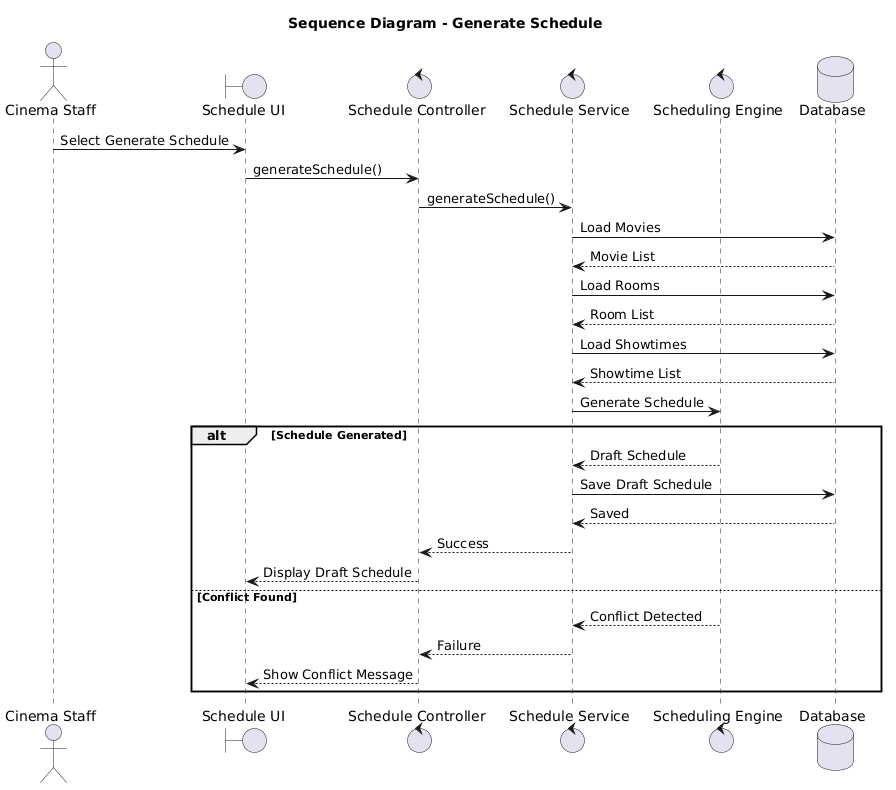 Sequence Diagram - Generate Schedule
Cinema Staff
Schedule UI
Schedule Controller
Schedule Service
Scheduling Engine
Database
Select Generate Schedule
generateSchedule()
generateSchedule()
Load Movies
Movie List
Load Rooms
Room List
Load Showtimes
Showtime List
Generate Schedule
alt [Schedule Generated]
Draft Schedule
Save Draft Schedule
Saved
Success
Display Draft Schedule
[Conflict Found]
Conflict Detected
Failure
Show Conflict Message
Cinema Staff
Schedule UI
Schedule Controller
Schedule Service
Scheduling Engine
Database